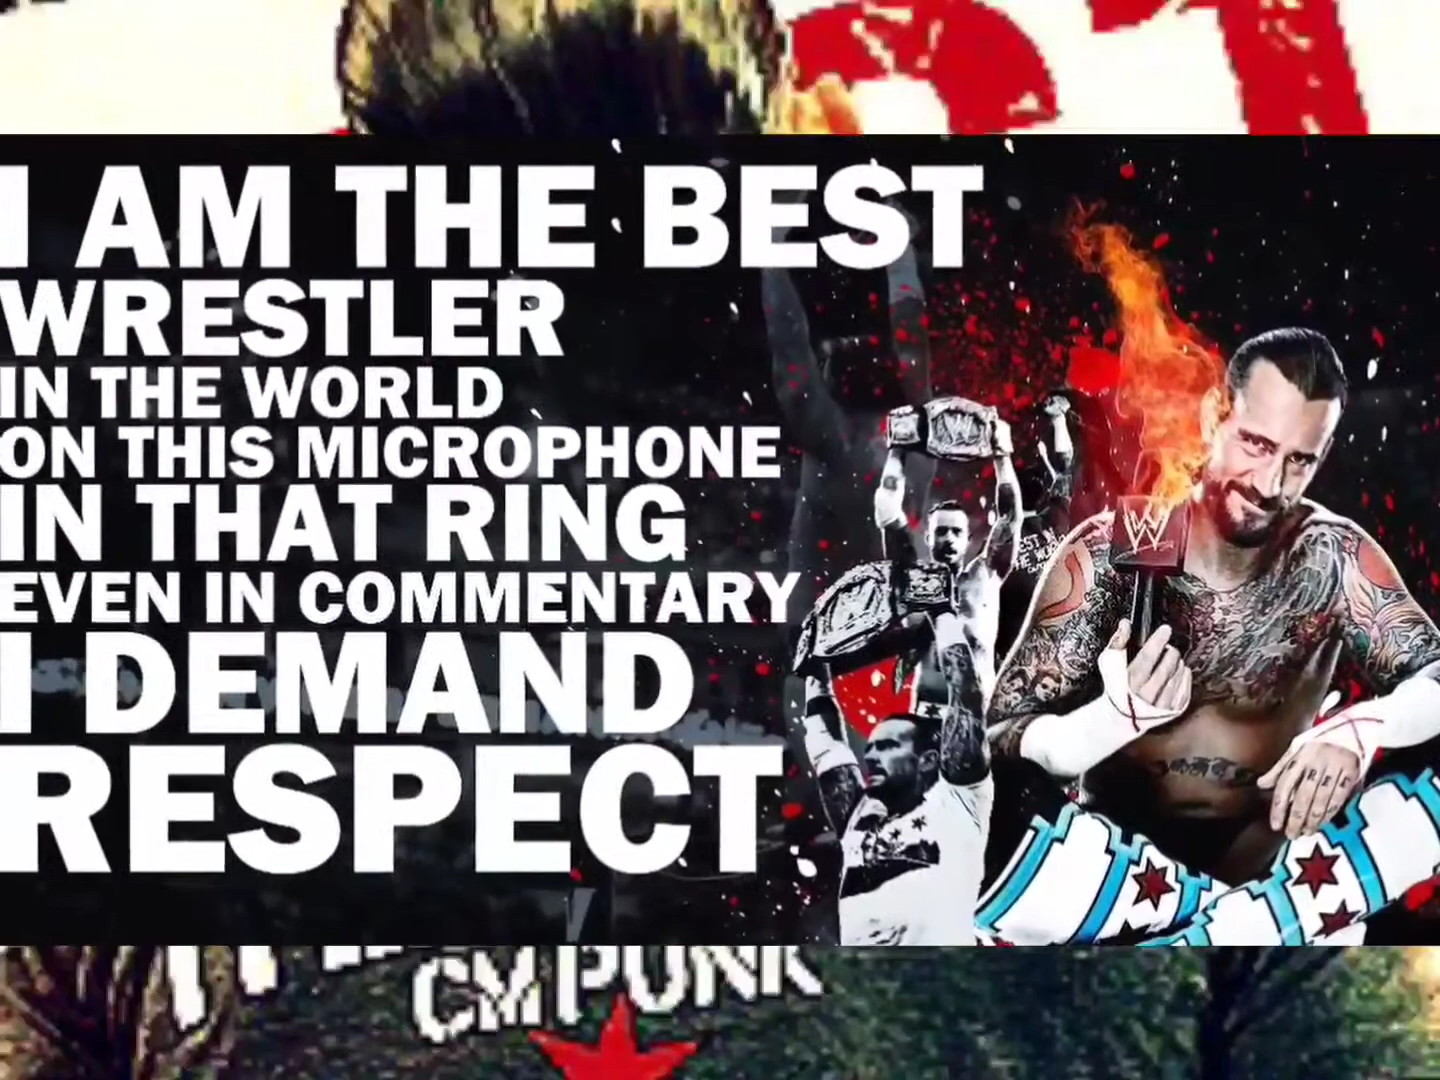 I AM THE BEST
WRESTLER
IN THE WORLD
ON THIS MICROPHONE
IN THAT RING
EVEN IN COMMENTARY
I DEMAND
RESPECT
CM PUNK